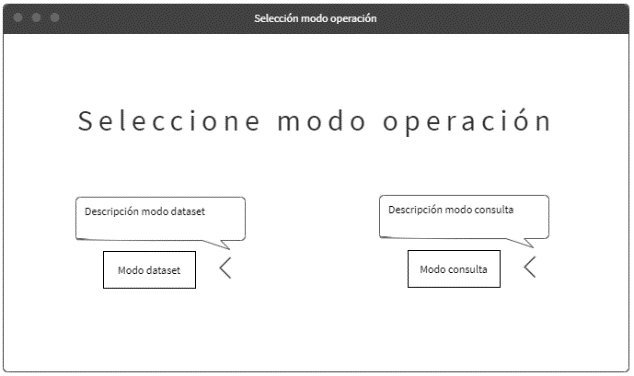 Selección modo operación
Seleccione modo operación
Descripción modo dataset
Descripción modo consulta
Modo dataset
Modo consulta